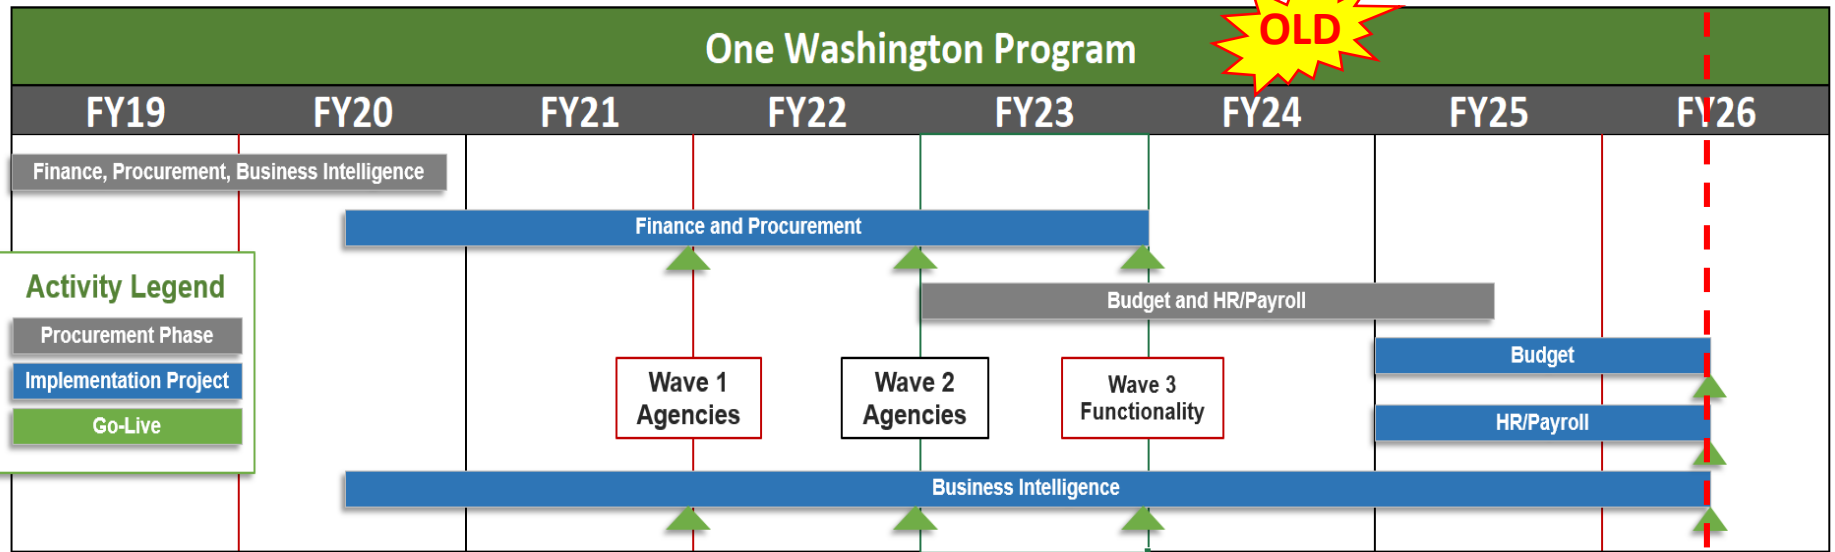 OLD
One Washington Program
FY19 FY20 FY21 FY22 FY23 FY24 FY25 FY26
Finance, Procurement, Business Intelligence
Finance and Procurement
Activity Legend
Procurement Phase
Implementation Project
Go-Live
Budget and HR/Payroll
Wave 1
Agencies
Wave 2
Agencies
Wave 3
Functionality
Budget
HR/Payroll
Business Intelligence